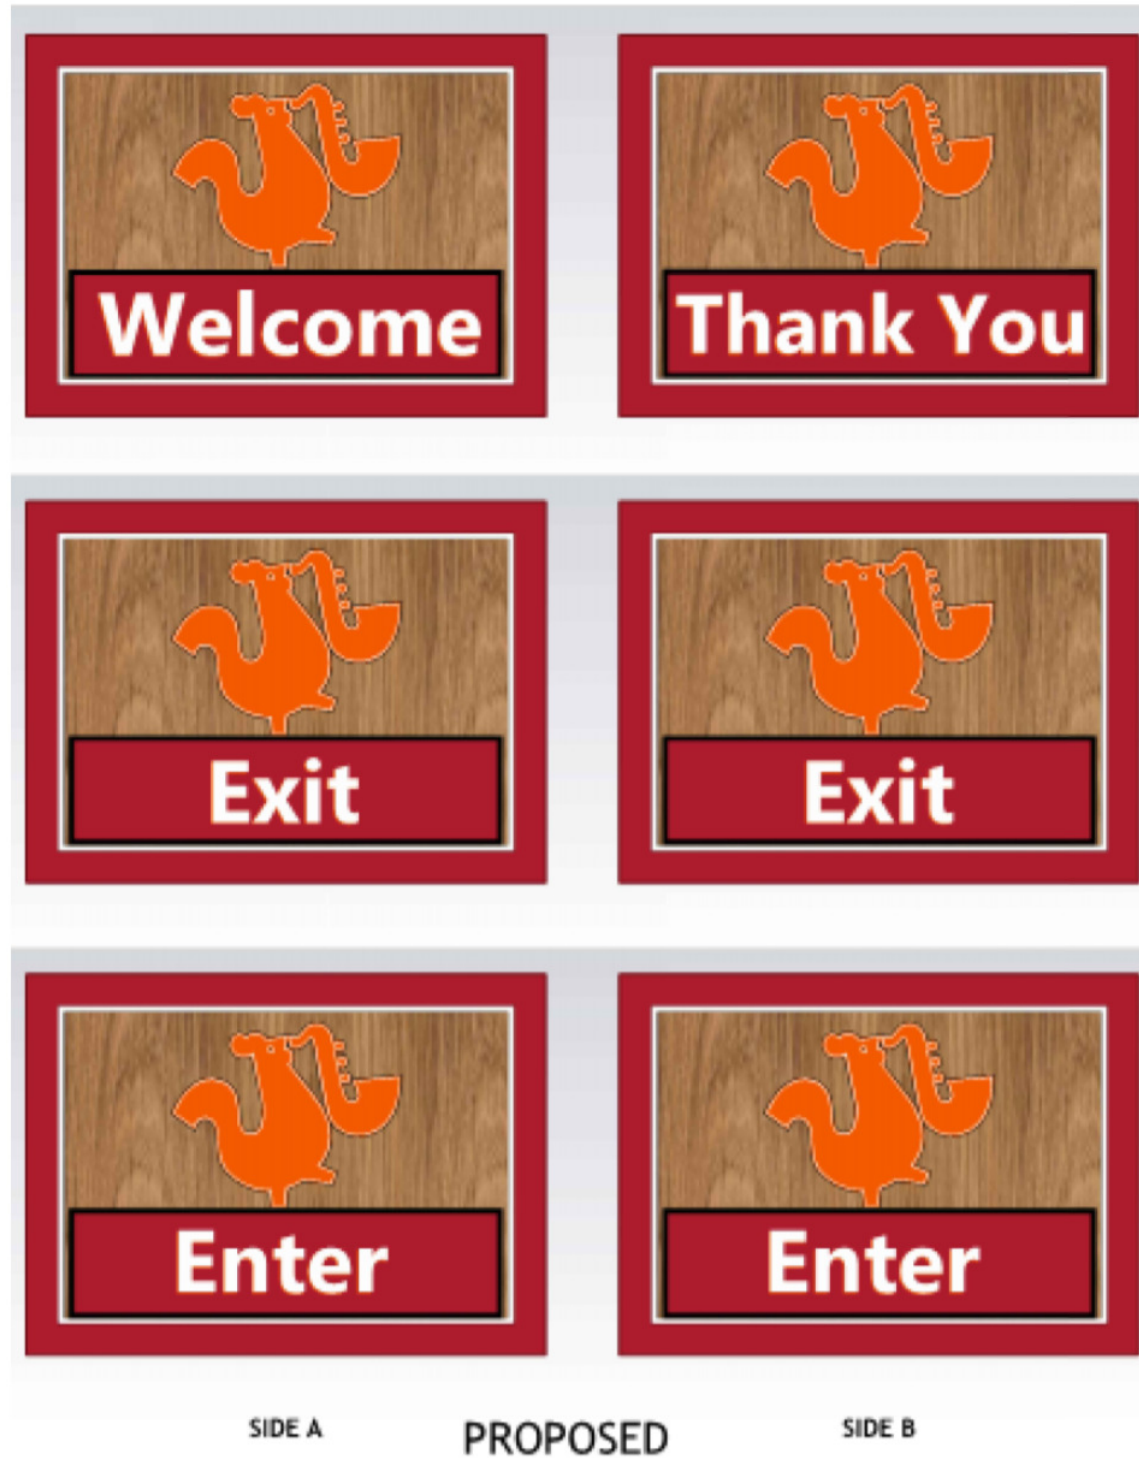 Welcome
Thank You
Exit
Exit
Enter
Enter
SIDE A
PROPOSED
SIDE B